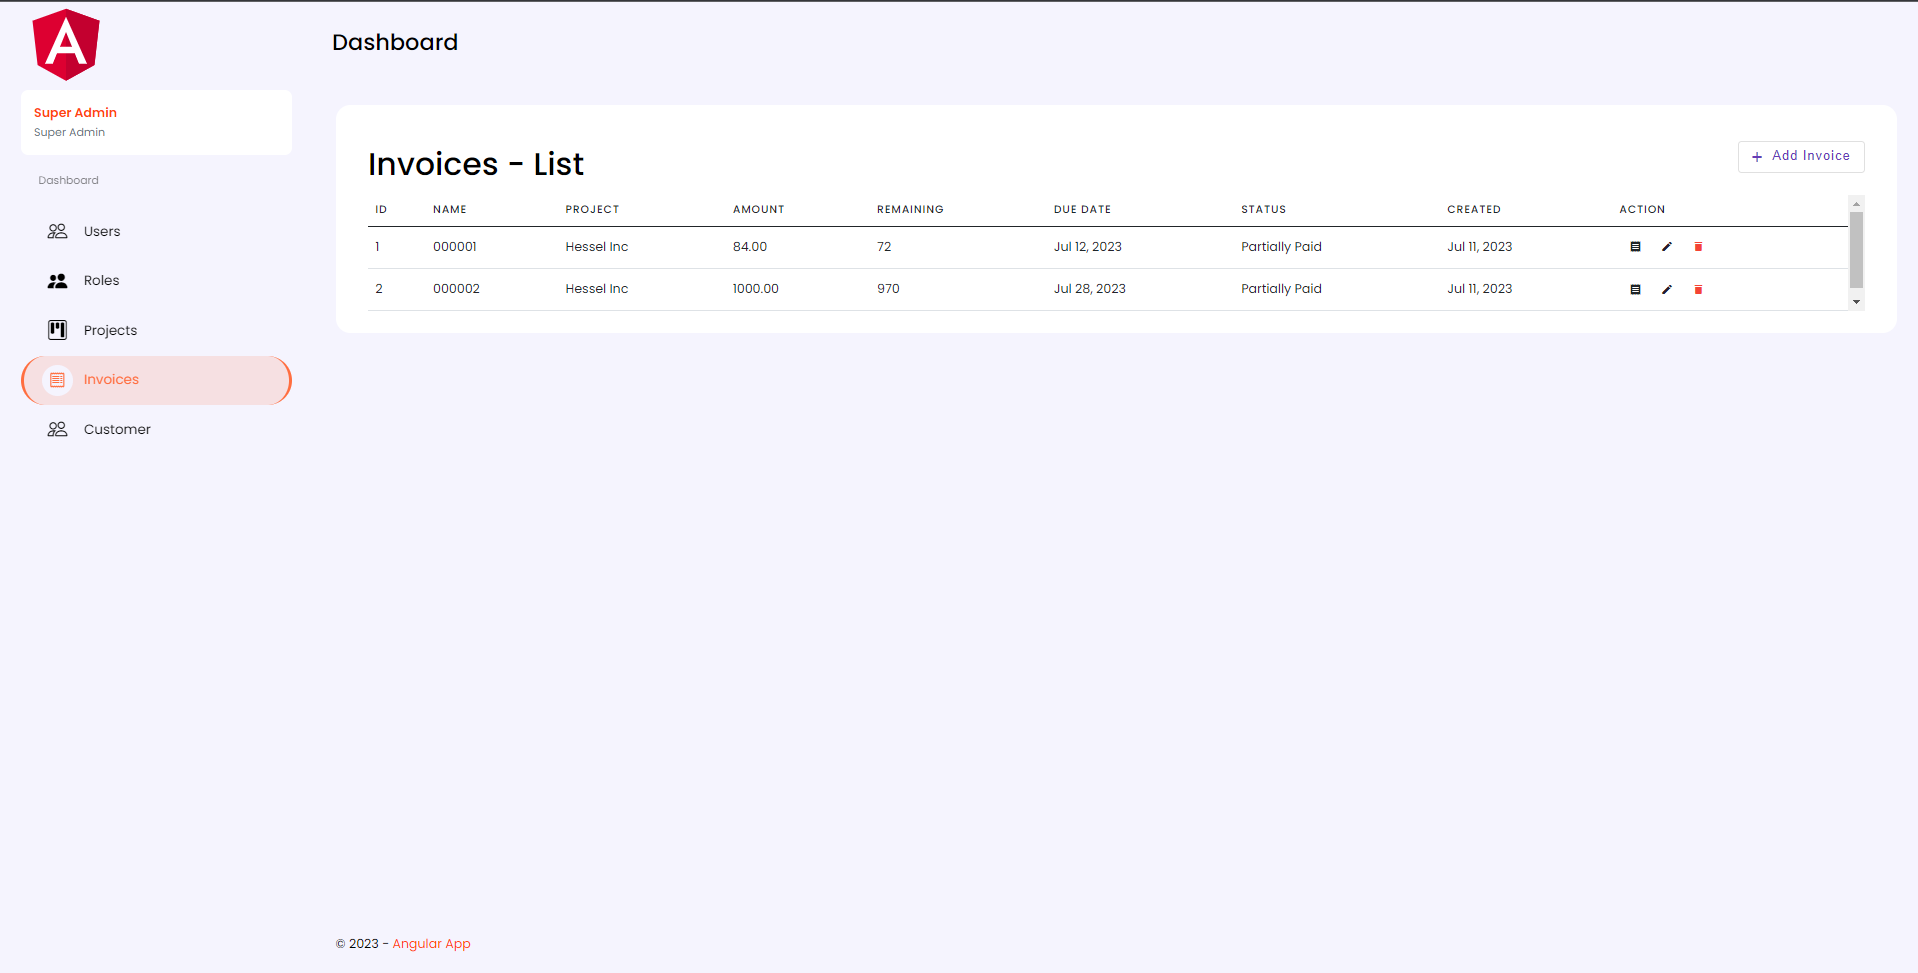 Dashboard
Super Admin
Super Admin
Dashboard
Users
Roles
Projects
Invoices
Customer
Invoices - List
+ Add Invoice
ID NAME PROJECT AMOUNT REMAINING DUE DATE STATUS CREATED ACTION
1 000001 Hessel Inc 84.00 72 Jul 12, 2023 Partially Paid Jul 11, 2023
2 000002 Hessel Inc 1000.00 970 Jul 28, 2023 Partially Paid Jul 11, 2023
© 2023 - Angular App